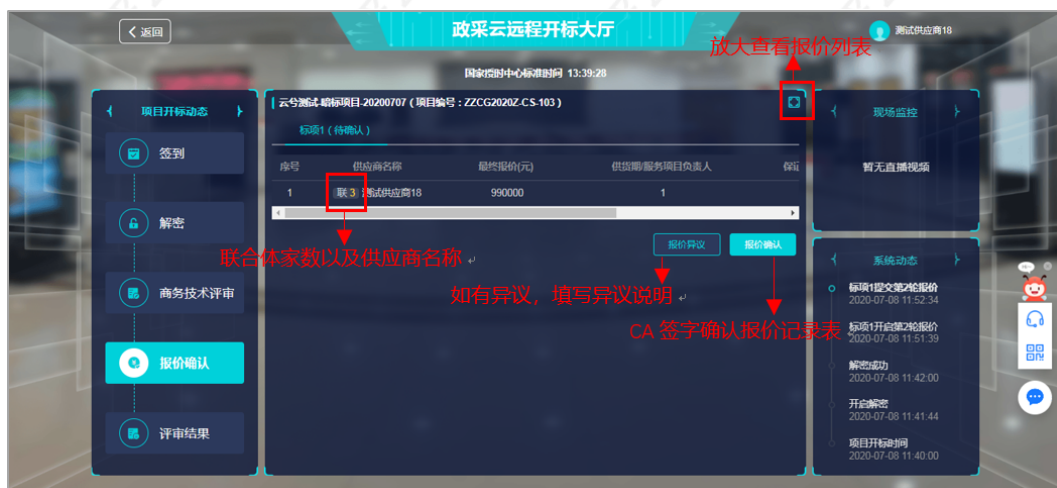 返回
政采云远程开标大厅
测试供应商18
放大查看报价列表
国家授时中心标准时间 13:39:28
项目开标动态
签到
解密
商务技术评审
报价确认
评审结果
云兮测试-暗标项目-20200707 ( 项目编号 : ZZCG2020Z-CS-103 )
标项1 ( 待确认 )
序号 供应商名称 最终报价(元) 供货期/服务项目负责人
1 联 3 测试供应商18 990000 1
报价异议 报价确认
联合体家数以及供应商名称
如有异议，填写异议说明
CA 签字确认报价记录表
现场监控
暂无直播视频
系统动态
标项1提交第2轮报价
2020-07-08 11:52:34
标项1开启第2轮报价
2020-07-08 11:51:39
解密成功
2020-07-08 11:42:00
开启解密
2020-07-08 11:41:44
项目开标时间
2020-07-08 11:40:00